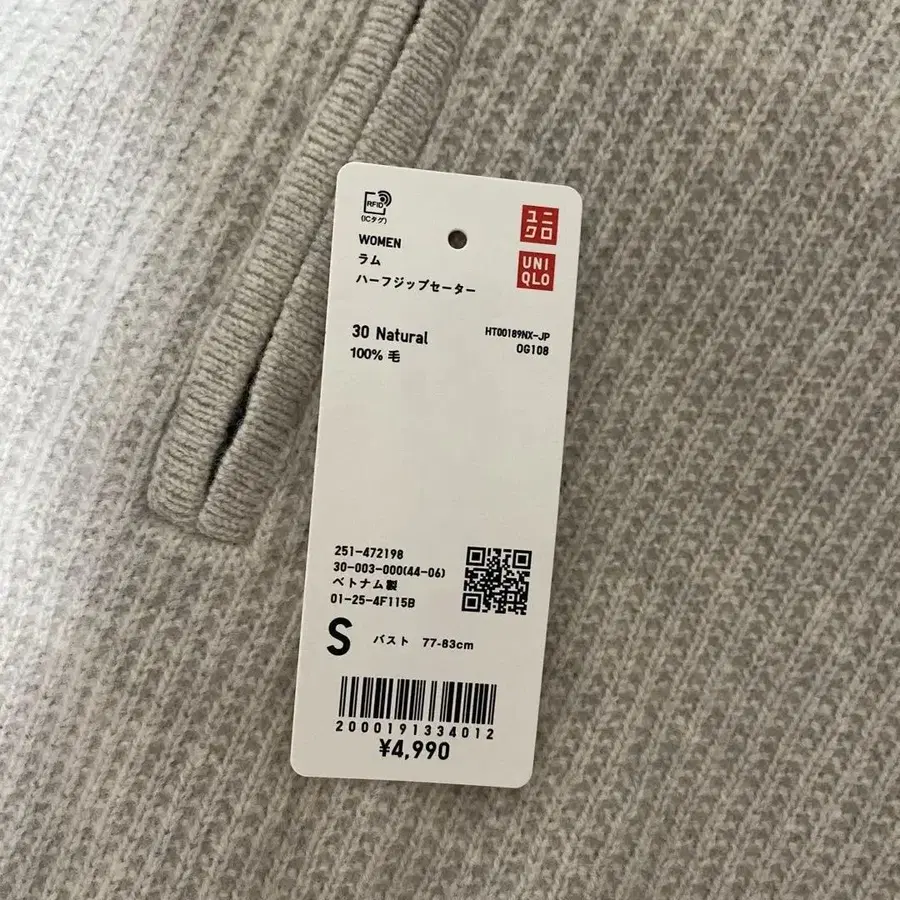 RFID
(ICタグ)
ユニ
クロ
UNI
QLO
WOMEN
ラム
ハーフジップセーター
30 Natural
100% 毛
HT00189NX-JP
OG108
251-472198
30-003-000(44-06)
ベトナム製
01-25-4F115B
S バスト 77-83cm
2000191334012
¥4,990